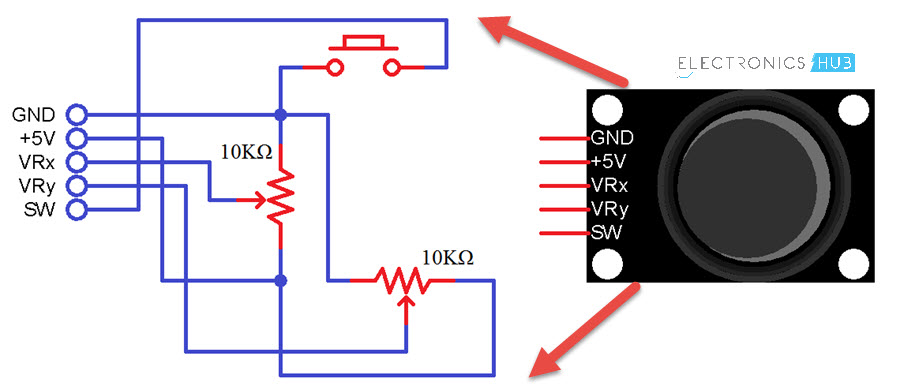 GND
+5V
VRx
VRy
SW
10KΩ
10KΩ
ELECTRONICS HUB
GND
+5V
VRx
VRy
SW